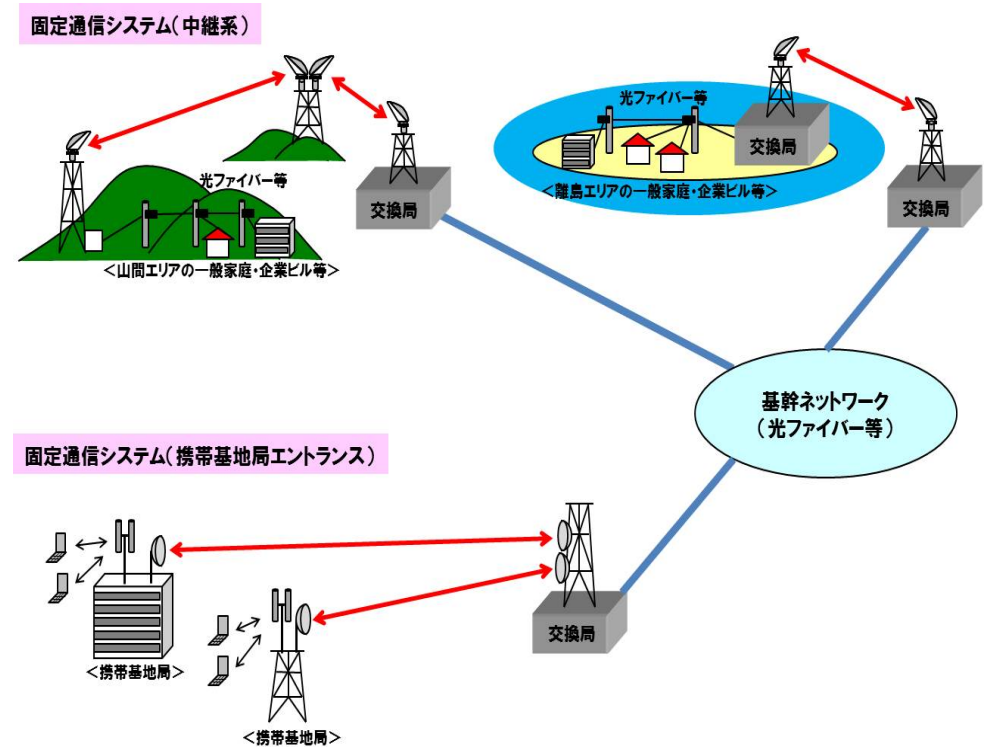 固定通信システム(中継系)
光ファイバー等
交換局
<山間エリアの一般家庭・企業ビル等>
光ファイバー等
交換局
<離島エリアの一般家庭・企業ビル等>
交換局
基幹ネットワーク
(光ファイバー等)
固定通信システム(携帯基地局エントランス)
交換局
<携帯基地局>
<携帯基地局>